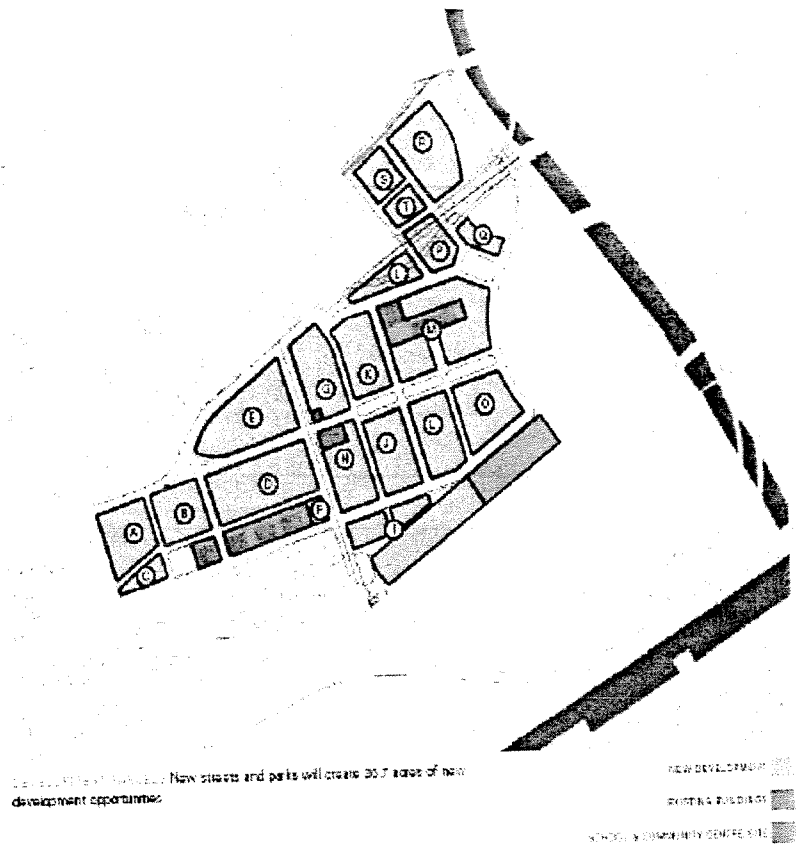 S
T
P
Q
M
K
G
E
O
L
J
H
D
F
I
B
A
C
New streets and parks will create 36.7 acres of new
development opportunities
NEW DEVELOPMENT
EXISTING BUILDINGS
SCHOOL & COMMUNITY CENTRE SITE